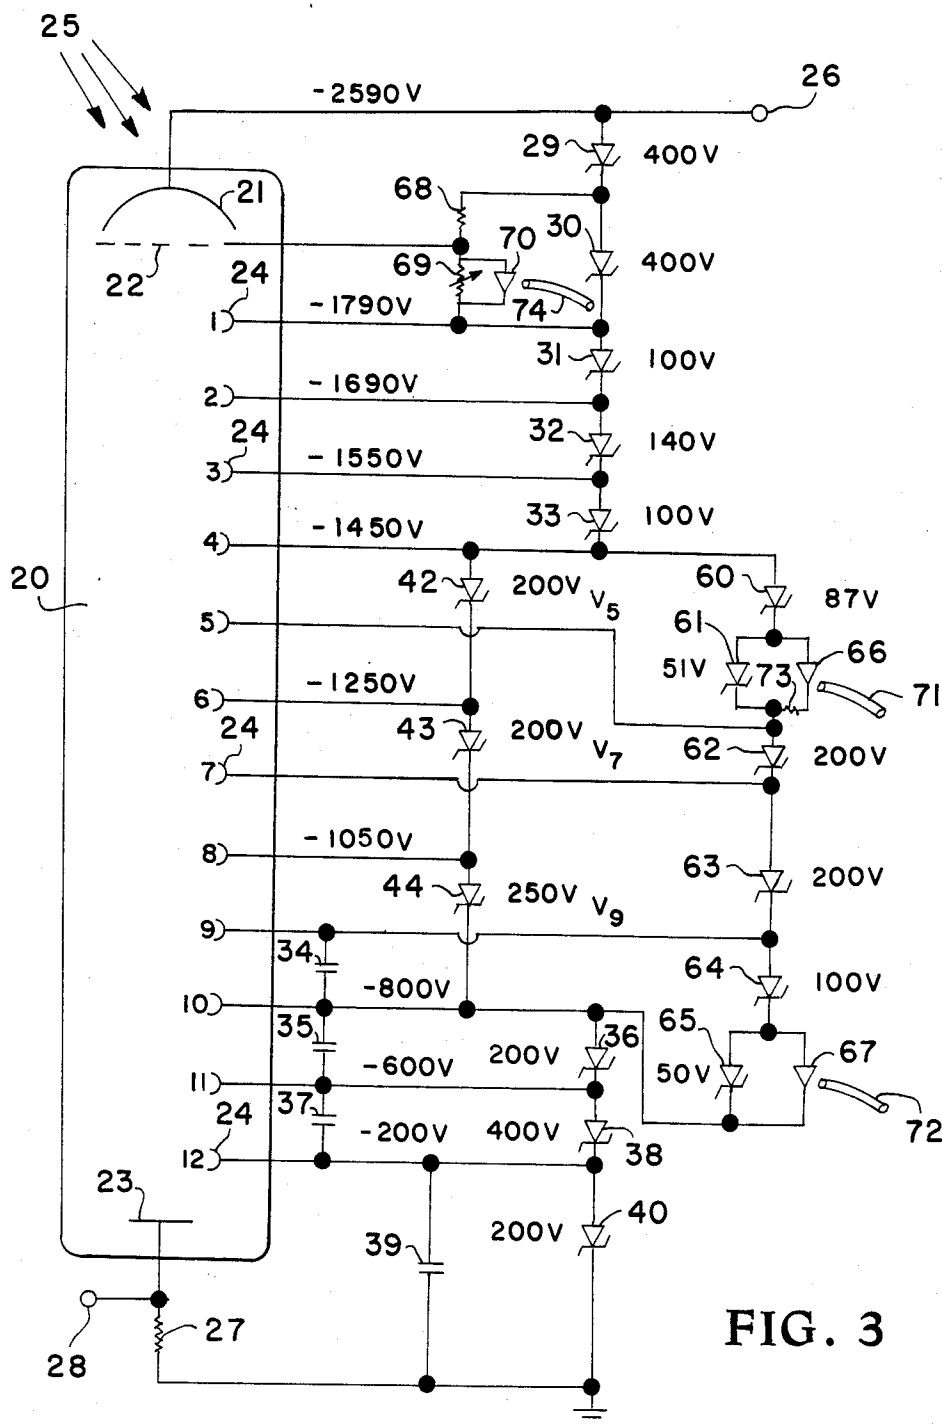 25
-2590V
26
29
400V
21
68
30
70
22
24
69
400V
74
1
-1790V
31
100V
2
-1690V
24
32
140V
3
-1550V
33
100V
4
-1450V
20
42
200V
V5
60
87V
5
61
66
51V
73
71
6
-1250V
43
200V
V7
62
200V
24
7
8
-1050V
44
250V
63
200V
V9
9
34
64
100V
10
-800V
35
36
65
67
200V
50V
11
-600V
37
72
24
-200V
400V
38
12
23
40
200V
39
27
28
FIG. 3